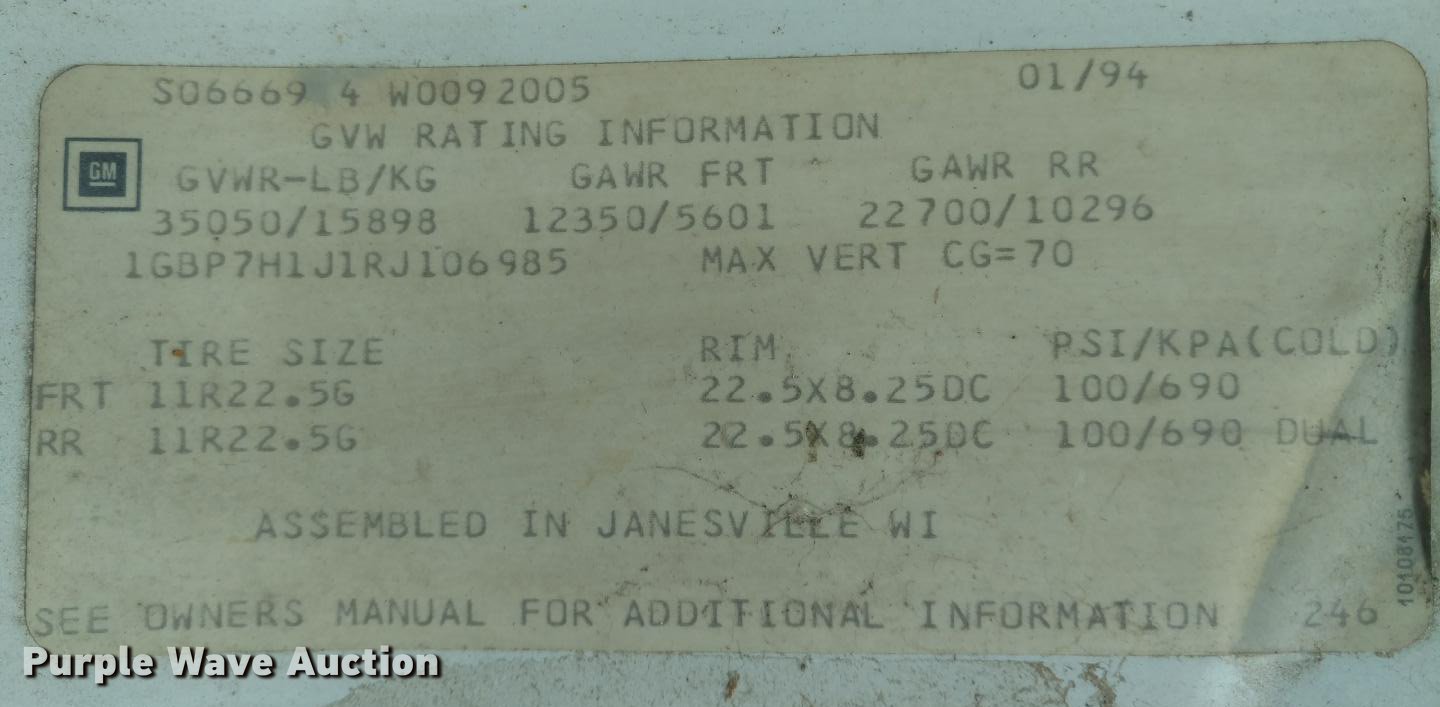 S06669 4 W0092005 01/94
GVW RATING INFORMATION
GM
GVWR-LB/KG GAWR FRT GAWR RR
35050/15898 12350/5601 22700/10296
1GBP7H1J1RJ106985 MAX VERT CG=70
TIRE SIZE RIM PSI/KPA(COLD)
FRT 11R22.5G 22.5X8.25DC 100/690
RR 11R22.5G 22.5X8.25DC 100/690 DUAL
ASSEMBLED IN JANESVILLE WI
SEE OWNERS MANUAL FOR ADDITIONAL INFORMATION 246
10108175
Purple Wave Auction